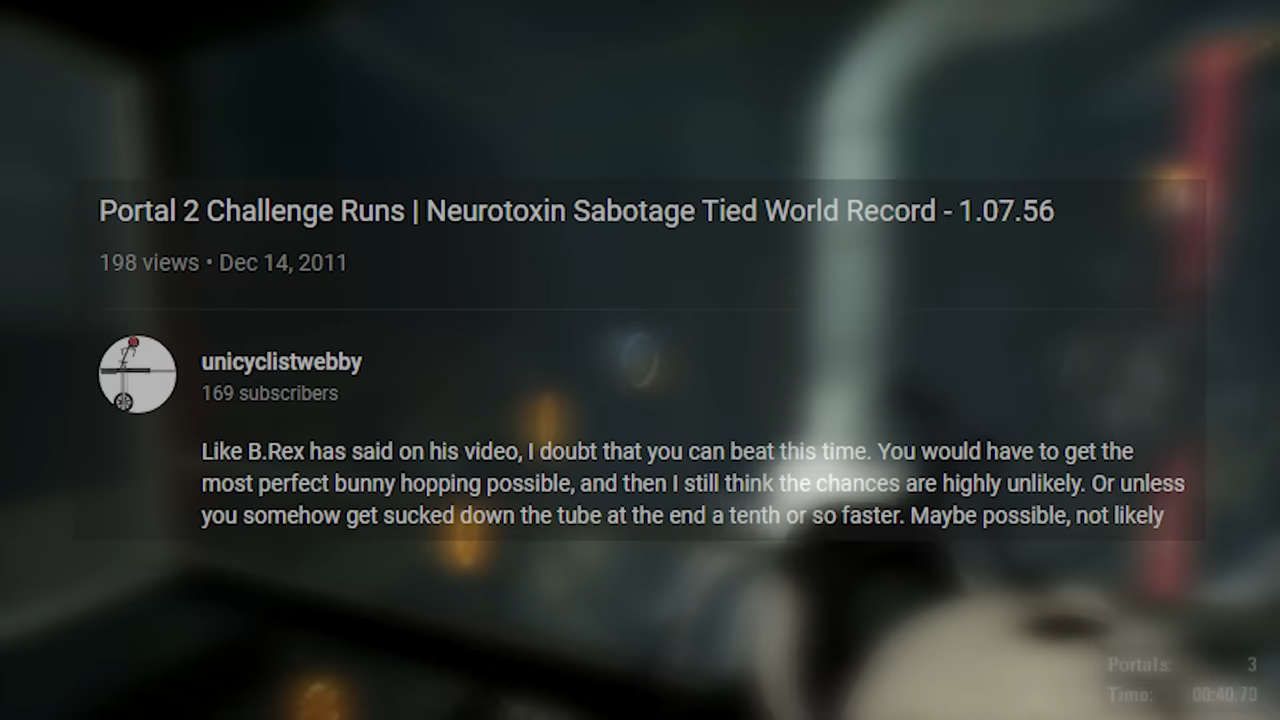 Portal 2 Challenge Runs | Neurotoxin Sabotage Tied World Record - 1.07.56
198 views • Dec 14, 2011
unicyclistwebby
169 subscribers
Like B.Rex has said on his video, I doubt that you can beat this time. You would have to get the
most perfect bunny hopping possible, and then I still think the chances are highly unlikely. Or unless
you somehow get sucked down the tube at the end a tenth or so faster. Maybe possible, not likely
Portals: 3
Time: